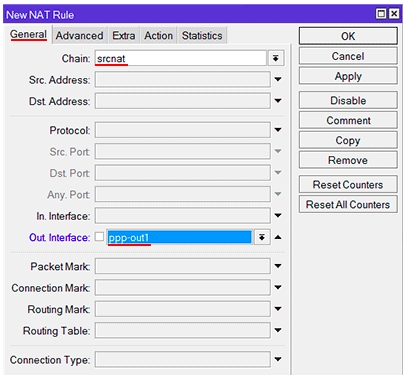 New NAT Rule
General Advanced Extra Action Statistics
Chain: srcnat
Src. Address:
Dst. Address:
Protocol:
Src. Port:
Dst. Port:
Any. Port:
In. Interface:
Out. Interface: ppp-out1
Packet Mark:
Connection Mark:
Routing Mark:
Routing Table:
Connection Type:
OK
Cancel
Apply
Disable
Comment
Copy
Remove
Reset Counters
Reset All Counters